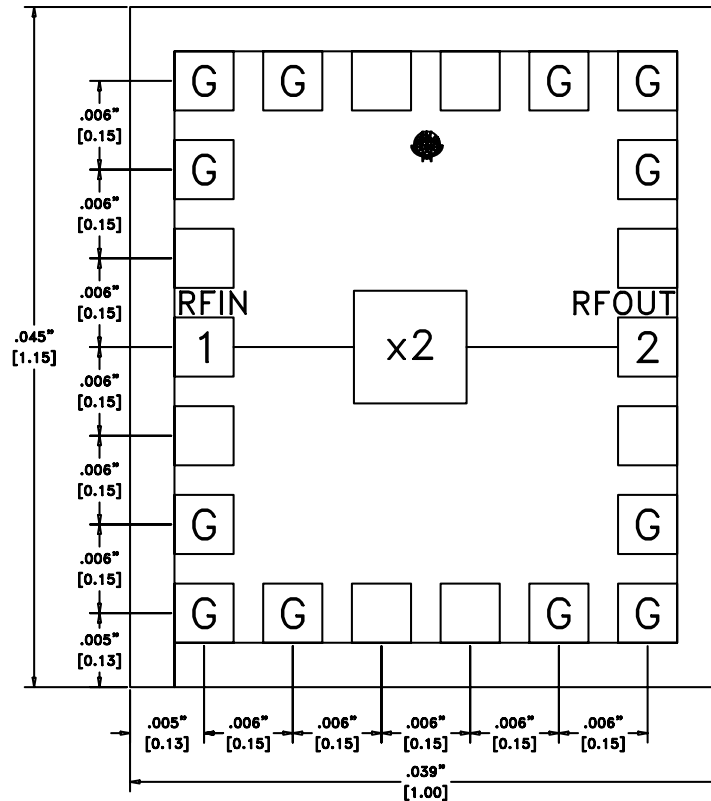 G G G G
.006"
[0.15]
G G
.006"
[0.15]
.006"
[0.15]
RFIN RFOUT
.045"
[1.15]
1 x2 2
.006"
[0.15]
.006"
[0.15]
G G
.006"
[0.15]
G G G G
.005"
[0.13]
.005" .006" .006" .006" .006" .006"
[0.13] [0.15] [0.15] [0.15] [0.15] [0.15]
.039"
[1.00]